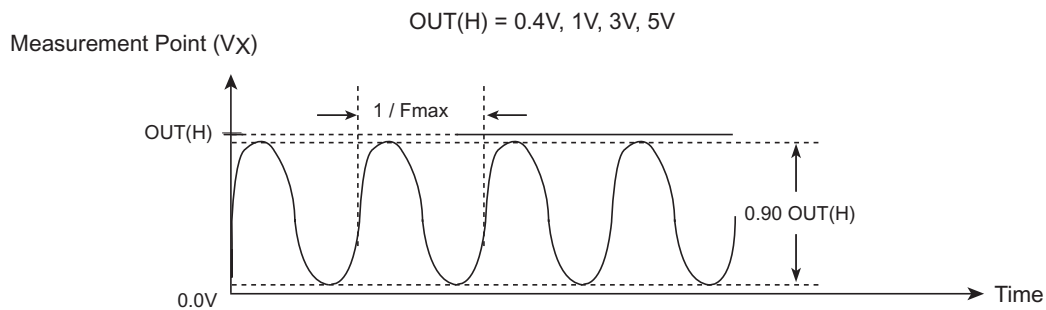 OUT(H) = 0.4V, 1V, 3V, 5V
Measurement Point (VX)
1 / Fmax
OUT(H)
0.90 OUT(H)
0.0V
Time